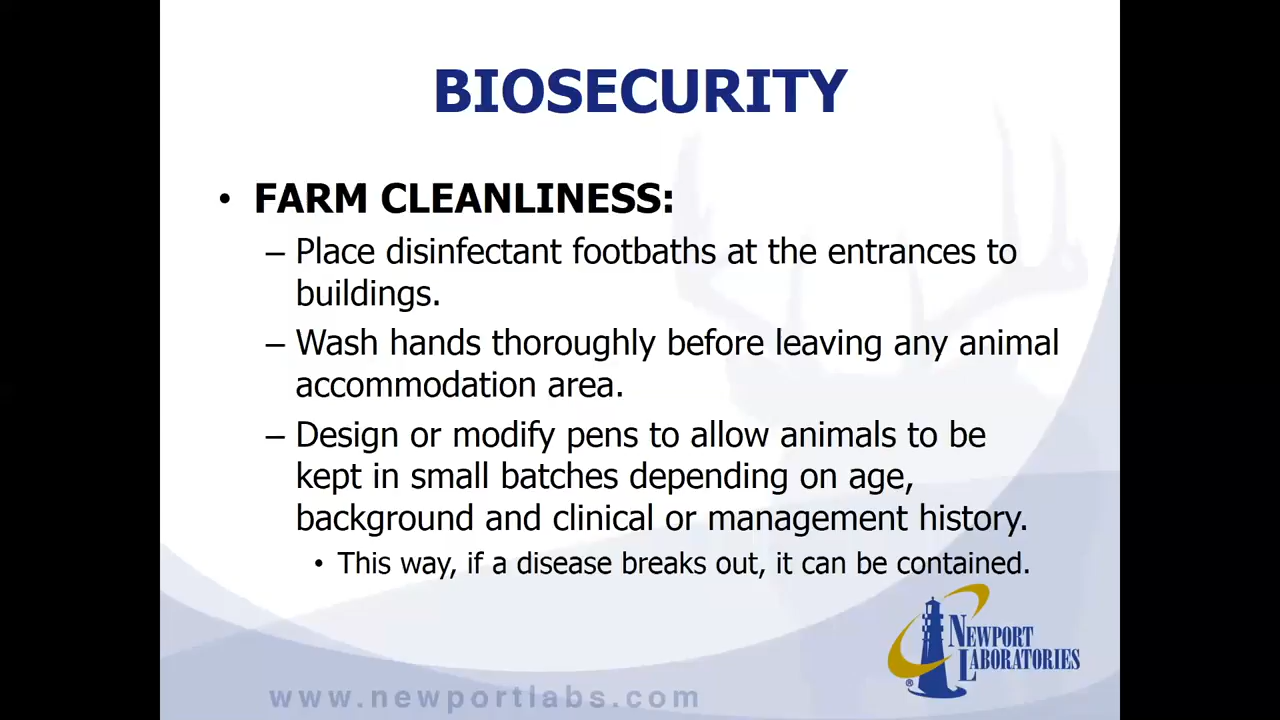 BIOSECURITY
• FARM CLEANLINESS:
– Place disinfectant footbaths at the entrances to
buildings.
– Wash hands thoroughly before leaving any animal
accommodation area.
– Design or modify pens to allow animals to be
kept in small batches depending on age,
background and clinical or management history.
• This way, if a disease breaks out, it can be contained.
NEWPORT
LABORATORIES
®
www.newportlabs.com